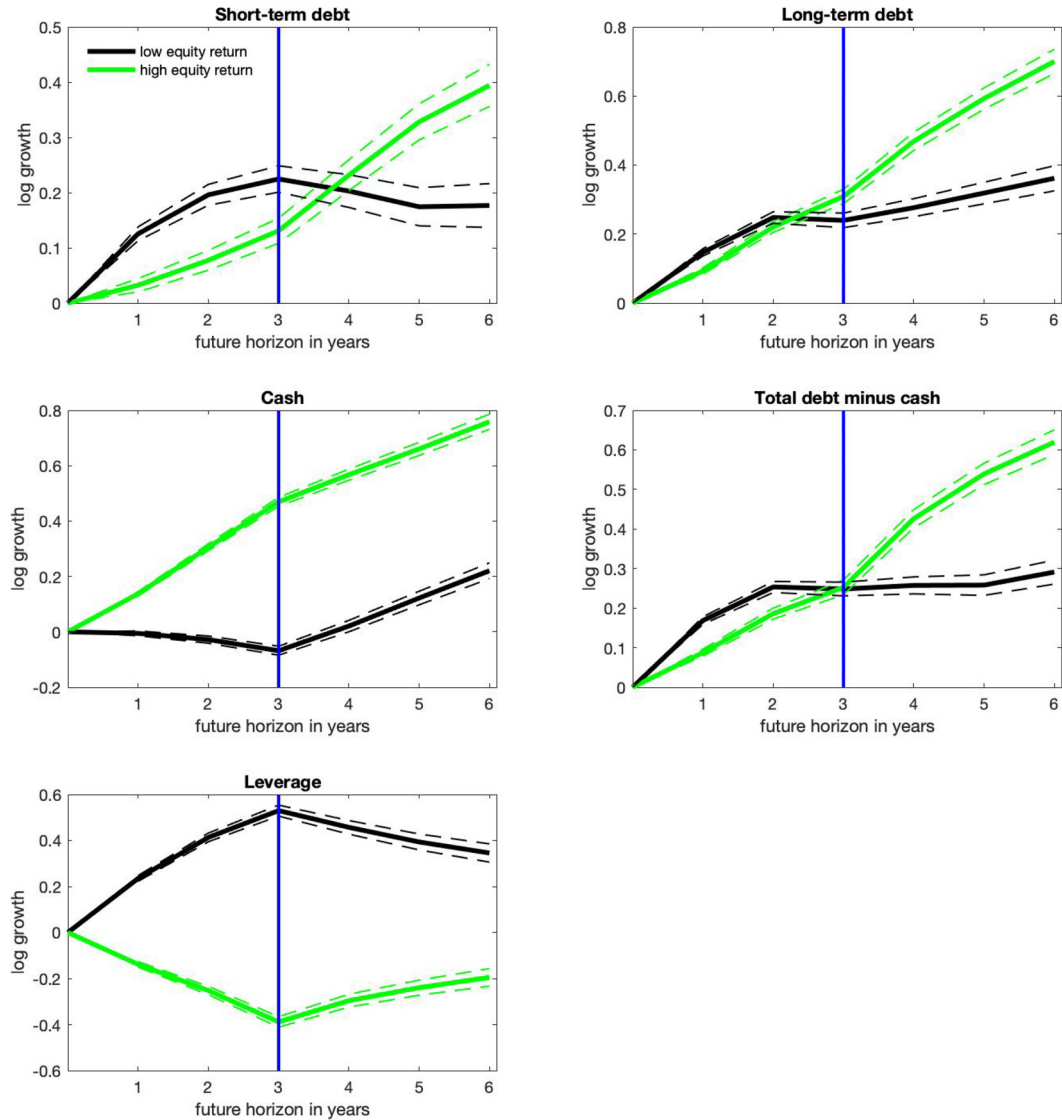 Short-term debt
0.5
0.4
0.3
0.2
0.1
0
log growth
low equity return
high equity return
1 2 3 4 5 6
future horizon in years
Long-term debt
0.8
0.6
0.4
0.2
0
log growth
1 2 3 4 5 6
future horizon in years
Cash
0.8
0.6
0.4
0.2
0
-0.2
log growth
1 2 3 4 5 6
future horizon in years
Total debt minus cash
0.7
0.6
0.5
0.4
0.3
0.2
0.1
0
log growth
1 2 3 4 5 6
future horizon in years
Leverage
0.6
0.4
0.2
0
-0.2
-0.4
-0.6
log growth
1 2 3 4 5 6
future horizon in years